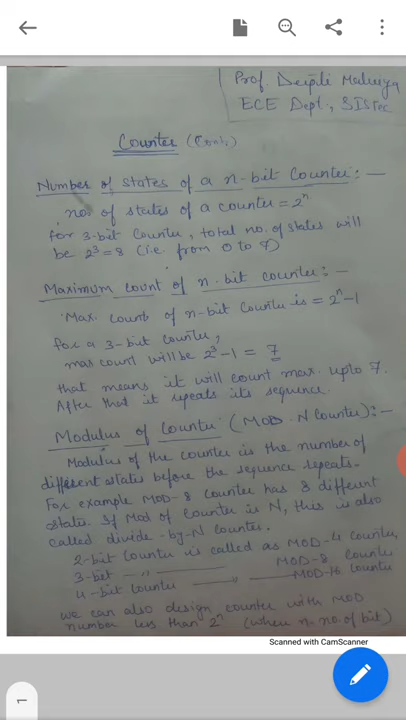 Prof. Deepti Maheriya
ECE Dept., SISTec
Counter (Cont.)
Number of states of a n-bit Counter :-
no. of states of a counter = 2ⁿ
for 3-bit Counter, total no. of states will
be 2³ = 8 (i.e. from 0 to 7)
Maximum count of n-bit counter :-
Max. count of n-bit Counter is = 2ⁿ-1
for a 3-bit Counter,
max count will be 2³-1 = 7
that means it will count max. upto 7.
After that it repeats its sequence.
Modulus of Counter (MOD-N Counter) :-
Modulus of the counter is the number of
different states before the sequence repeats.
For example MOD-8 Counter has 8 different
states. If Mod of Counter is N, this is also
called divide-by-N Counter.
2-bit Counter is called as MOD-4 Counter
3-bit — " — MOD-8 Counter
4-bit Counter — MOD-16 Counter
We can also design counter with MOD
number less than 2ⁿ (when n. no. of bit)
Scanned with CamScanner
1